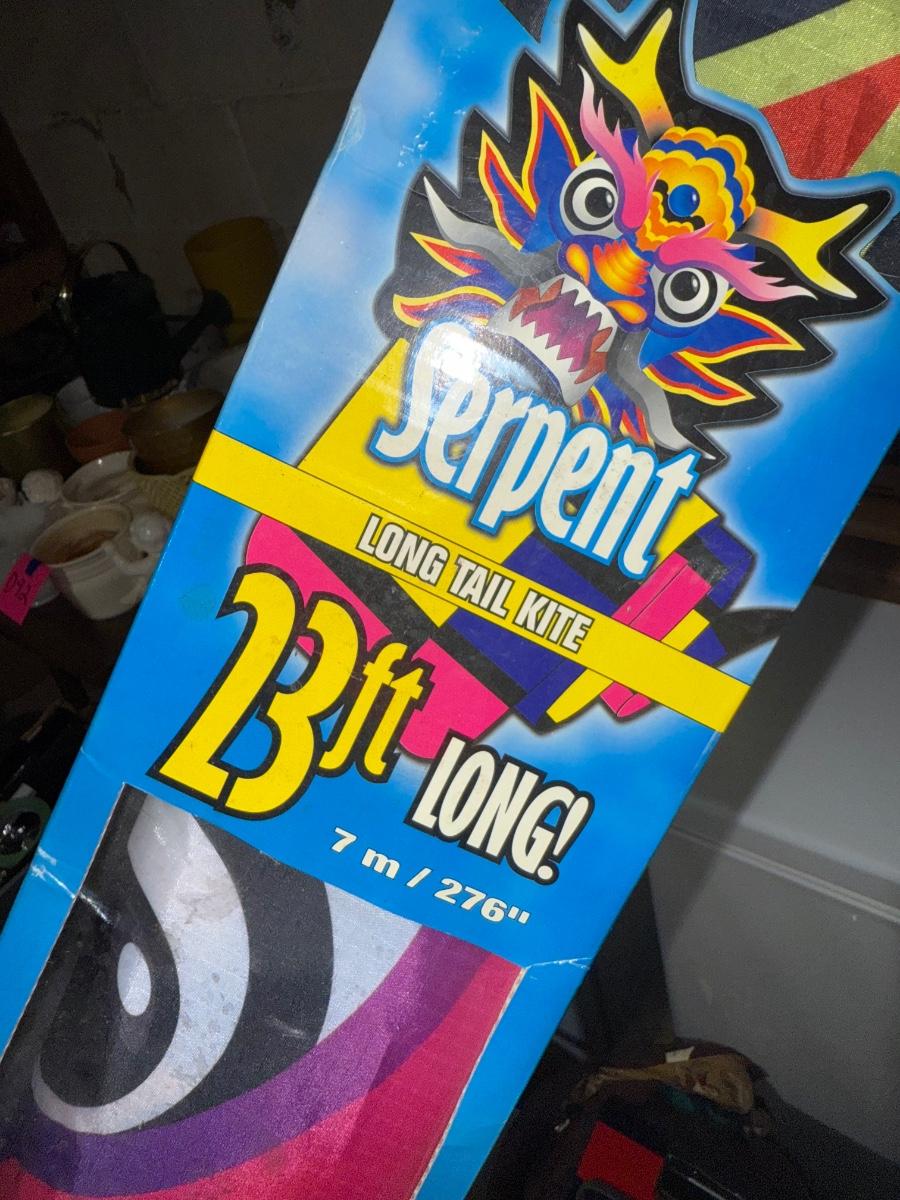 Serpent
LONG TAIL KITE
23ft
LONG!
7 m / 276"